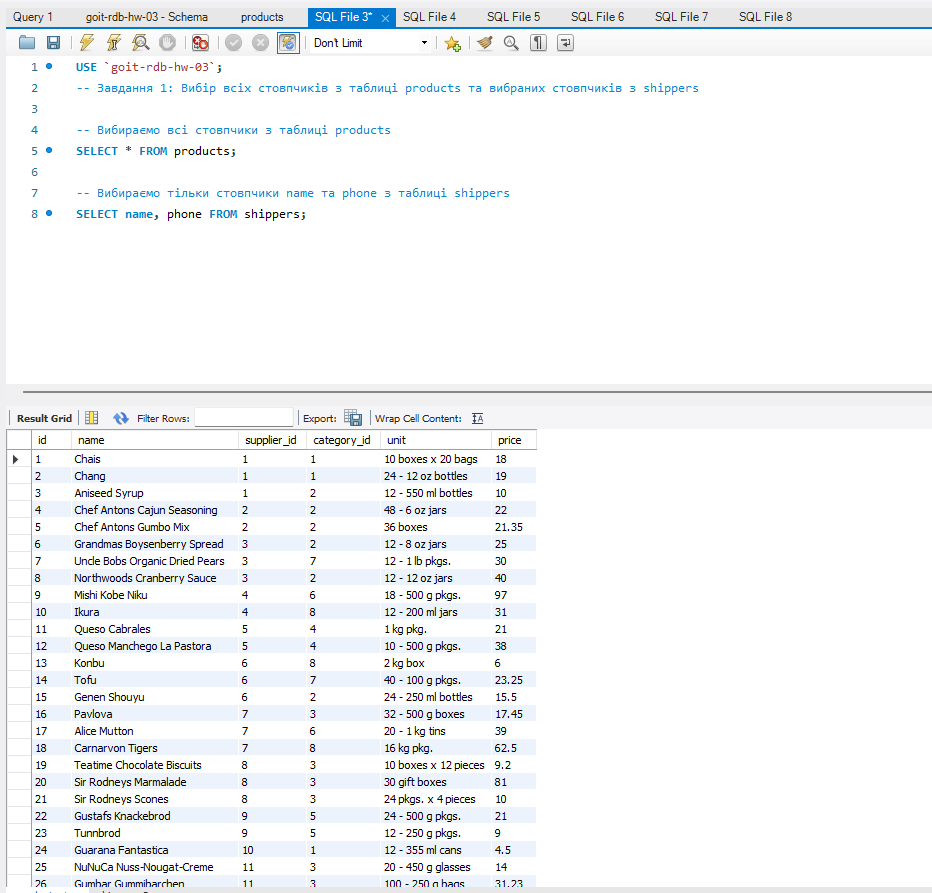 Query 1 goit-rdb-hw-03 - Schema products SQL File 3* SQL File 4 SQL File 5 SQL File 6 SQL File 7 SQL File 8
Don't Limit
1 USE `goit-rdb-hw-03`;
2 -- Завдання 1: Вибір всіх стовпчиків з таблиці products та вибраних стовпчиків з shippers
3
4 -- Вибираємо всі стовпчики з таблиці products
5 SELECT * FROM products;
6
7 -- Вибираємо тільки стовпчики name та phone з таблиці shippers
8 SELECT name, phone FROM shippers;
Result Grid Filter Rows: Export: Wrap Cell Content:
id name supplier_id category_id unit price
1 Chais 1 1 10 boxes x 20 bags 18
2 Chang 1 1 24 - 12 oz bottles 19
3 Aniseed Syrup 1 2 12 - 550 ml bottles 10
4 Chef Antons Cajun Seasoning 2 2 48 - 6 oz jars 22
5 Chef Antons Gumbo Mix 2 2 36 boxes 21.35
6 Grandmas Boysenberry Spread 3 2 12 - 8 oz jars 25
7 Uncle Bobs Organic Dried Pears 3 7 12 - 1 lb pkgs. 30
8 Northwoods Cranberry Sauce 3 2 12 - 12 oz jars 40
9 Mishi Kobe Niku 4 6 18 - 500 g pkgs. 97
10 Ikura 4 8 12 - 200 ml jars 31
11 Queso Cabrales 5 4 1 kg pkg. 21
12 Queso Manchego La Pastora 5 4 10 - 500 g pkgs. 38
13 Konbu 6 8 2 kg box 6
14 Tofu 6 7 40 - 100 g pkgs. 23.25
15 Genen Shouyu 6 2 24 - 250 ml bottles 15.5
16 Pavlova 7 3 32 - 500 g boxes 17.45
17 Alice Mutton 7 6 20 - 1 kg tins 39
18 Carnarvon Tigers 7 8 16 kg pkg. 62.5
19 Teatime Chocolate Biscuits 8 3 10 boxes x 12 pieces 9.2
20 Sir Rodneys Marmalade 8 3 30 gift boxes 81
21 Sir Rodneys Scones 8 3 24 pkgs. x 4 pieces 10
22 Gustafs Knackebrod 9 5 24 - 500 g pkgs. 21
23 Tunnbrod 9 5 12 - 250 g pkgs. 9
24 Guarana Fantastica 10 1 12 - 355 ml cans 4.5
25 NuNuCa Nuss-Nougat-Creme 11 3 20 - 450 g glasses 14
26 Gumbar Gummibarchen 11 3 100 - 250 g bags 31.23